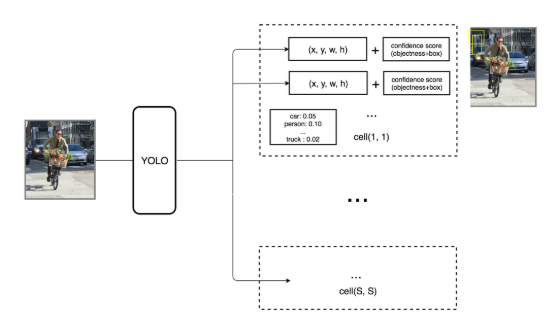 YOLO
(x, y, w, h) + confidence score
(objectness+box)
(x, y, w, h) + confidence score
(objectness+box)
car: 0.05
person: 0.10
...
truck : 0.02
...
cell(1, 1)
...
...
cell(S, S)